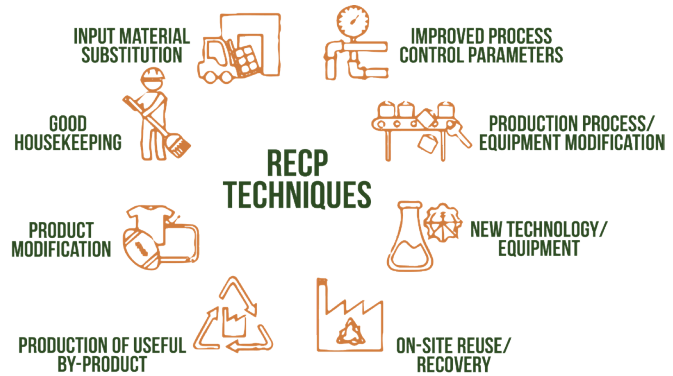 INPUT MATERIAL
SUBSTITUTION
IMPROVED PROCESS
CONTROL PARAMETERS
GOOD
HOUSEKEEPING
PRODUCTION PROCESS/
EQUIPMENT MODIFICATION
RECP
TECHNIQUES
PRODUCT
MODIFICATION
NEW TECHNOLOGY/
EQUIPMENT
PRODUCTION OF USEFUL
BY-PRODUCT
ON-SITE REUSE/
RECOVERY